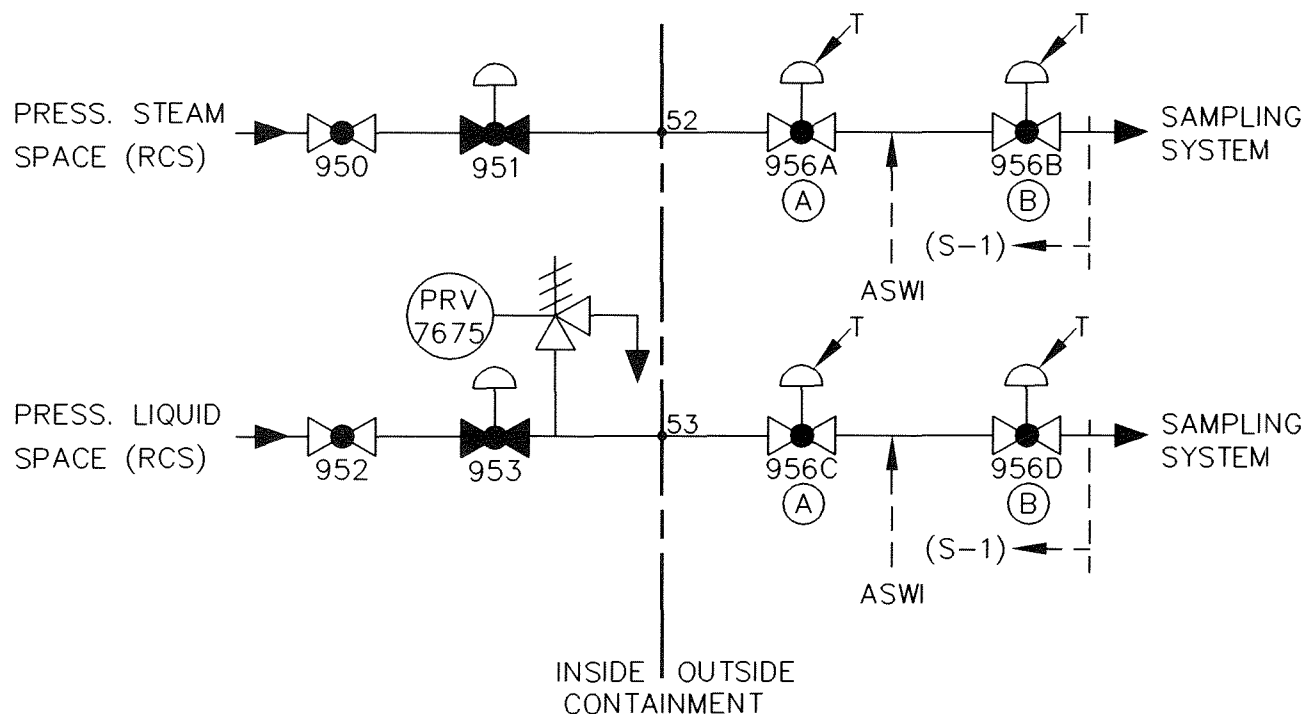 T
T
PRESS. STEAM
SPACE (RCS)
950
951
52
956A
A
956B
B
SAMPLING
SYSTEM
(S-1)
ASWI
PRV
7675
T
T
PRESS. LIQUID
SPACE (RCS)
952
953
53
956C
A
956D
B
SAMPLING
SYSTEM
(S-1)
ASWI
INSIDE OUTSIDE
CONTAINMENT